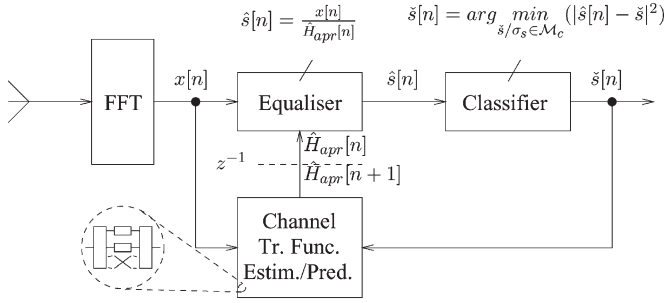 ŝ[n] = x[n] / Ĥ_apr[n]
š[n] = arg min_{š/σ_s∈M_c} (|ŝ[n] − š|²)
FFT
x[n]
Equaliser
ŝ[n]
Classifier
š[n]
z⁻¹
Ĥ_apr[n]
Ĥ_apr[n + 1]
Channel
Tr. Func.
Estim./Pred.